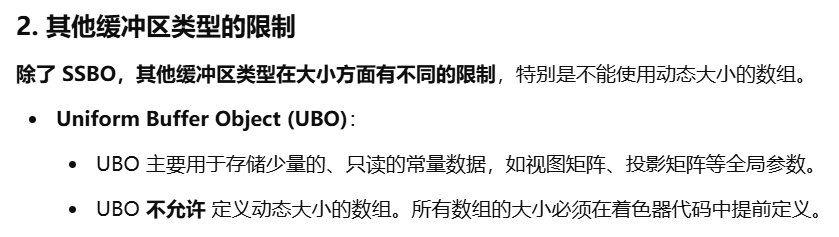 2. 其他缓冲区类型的限制
除了 SSBO，其他缓冲区类型在大小方面有不同的限制，特别是不能使用动态大小的数组。
• Uniform Buffer Object (UBO)：
• UBO 主要用于存储少量的、只读的常量数据，如视图矩阵、投影矩阵等全局参数。
• UBO 不允许 定义动态大小的数组。所有数组的大小必须在着色器代码中提前定义。